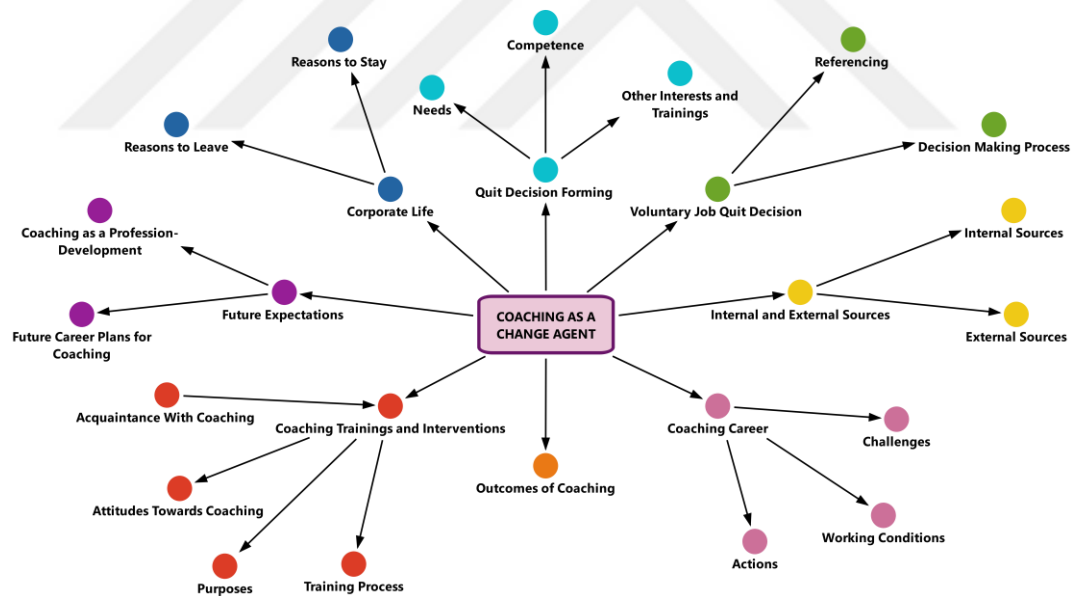 Competence
Reasons to Stay
Referencing
Needs
Other Interests and
Trainings
Reasons to Leave
Decision Making Process
Quit Decision Forming
Corporate Life
Voluntary Job Quit Decision
Coaching as a Profession-
Development
Internal Sources
Future Expectations
COACHING AS A
CHANGE AGENT
Internal and External Sources
Future Career Plans for
Coaching
External Sources
Acquaintance With Coaching
Coaching Trainings and Interventions
Coaching Career
Challenges
Outcomes of Coaching
Attitudes Towards Coaching
Working Conditions
Actions
Purposes
Training Process